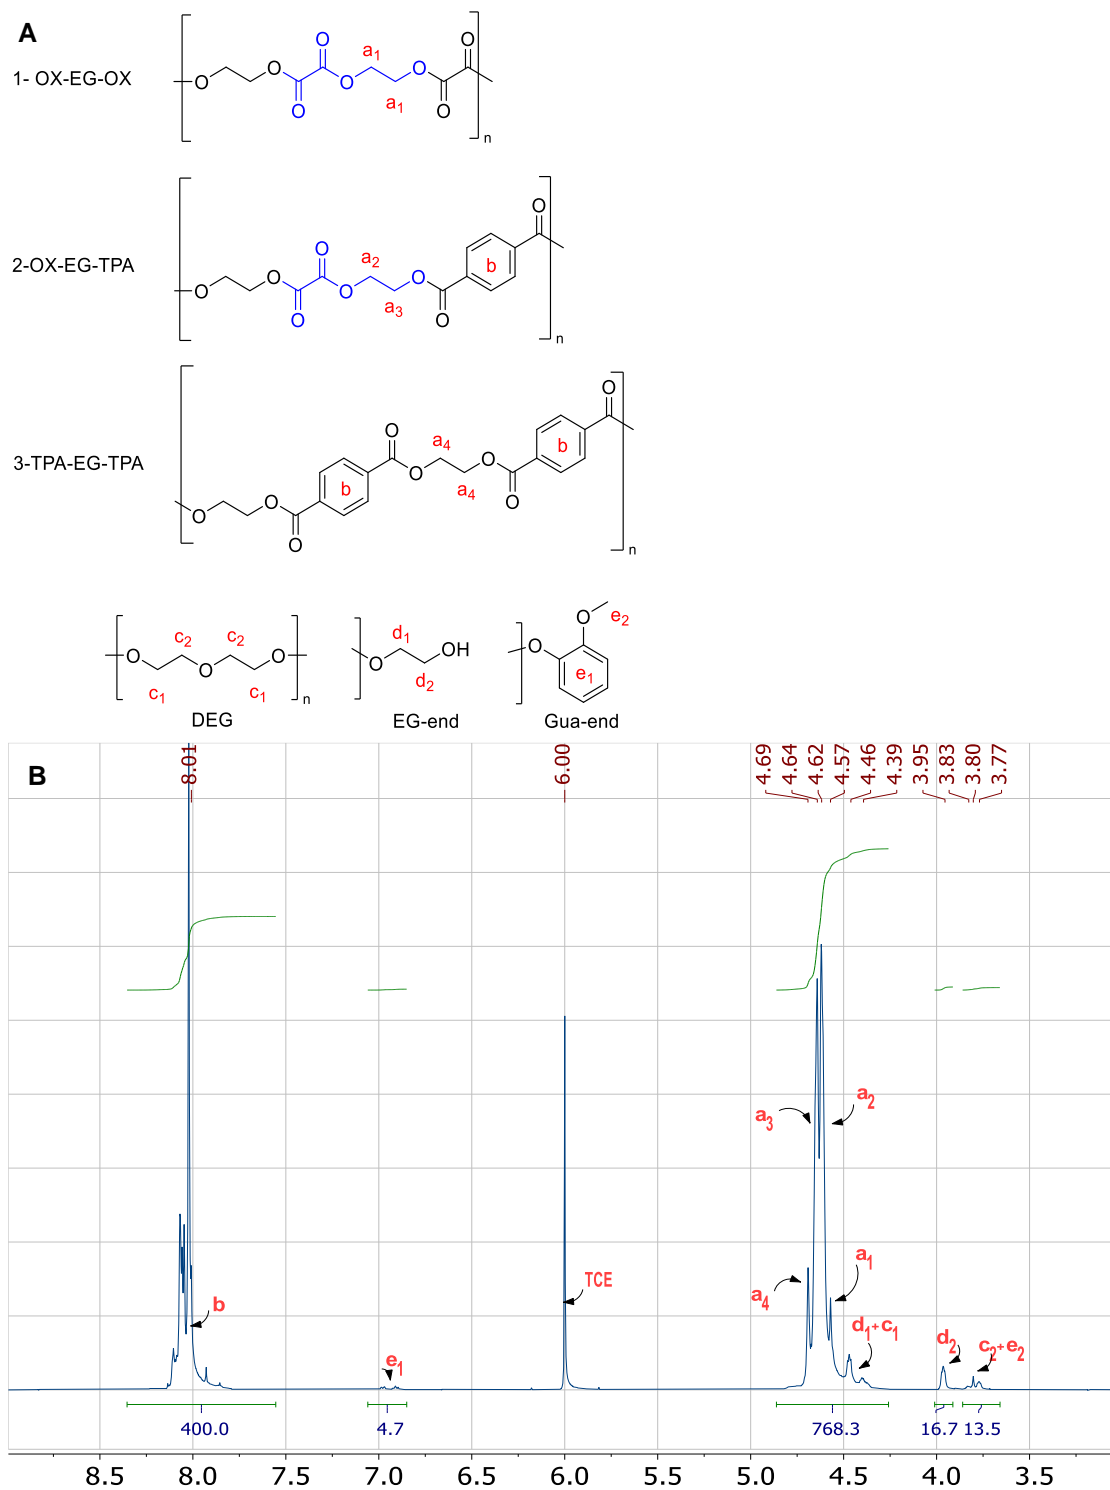 A
1- OX-EG-OX
O O a₁ O O
O O O a₁ O
n
2-OX-EG-TPA
O O O a₂ O b O
O O a₃ O
n
3-TPA-EG-TPA
O O b O O a₄ O b O
O O a₄ O
n
O c₂ c₂ O
c₁ O c₁ n
DEG
O d₁ OH
d₂
EG-end
O O e₂
e₁
Gua-end
B
8.01
6.00
4.69
4.64
4.62
4.57
4.46
4.39
3.95
3.83
3.80
3.77
a₃
a₂
a₄
a₁
TCE
b
e₁
d₁+c₁
d₂
c₂+e₂
400.0 4.7 768.3 16.7 13.5
8.5 8.0 7.5 7.0 6.5 6.0 5.5 5.0 4.5 4.0 3.5